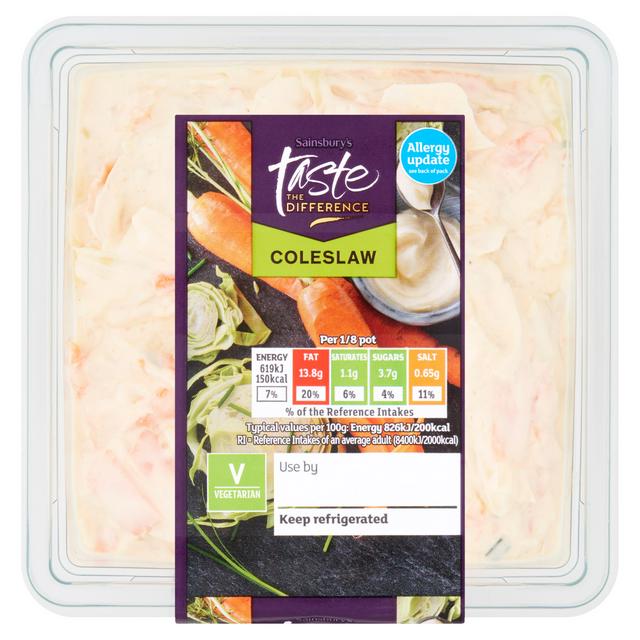 Sainsbury's
Taste
THE
DIFFERENCE
COLESLAW
Allergy
update
see back of pack
Per 1/8 pot
ENERGY FAT SATURATES SUGARS SALT
619kJ
150kcal 13.8g 1.1g 3.7g 0.65g
7% 20% 6% 4% 11%
% of the Reference Intakes
Typical values per 100g: Energy 826kJ/200kcal
RI = Reference Intakes of an average adult (8400kJ/2000kcal)
V
VEGETARIAN
Use by
Keep refrigerated
Sainsbury's